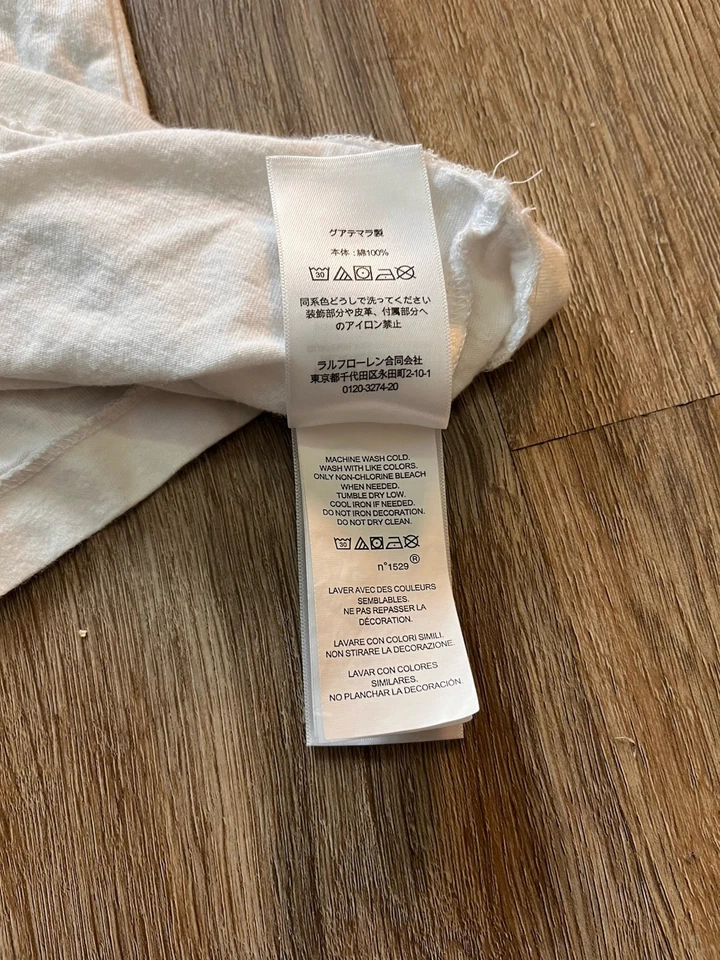 グアテマラ製
本体 : 綿100%
30
同系色どうしで洗ってください
装飾部分や皮革、付属部分へ
のアイロン禁止
ラルフローレン合同会社
東京都千代田区永田町2-10-1
0120-3274-20
MACHINE WASH COLD.
WASH WITH LIKE COLORS.
ONLY NON-CHLORINE BLEACH
WHEN NEEDED.
TUMBLE DRY LOW.
COOL IRON IF NEEDED.
DO NOT IRON DECORATION.
DO NOT DRY CLEAN.
30
n°1529 ®
LAVER AVEC DES COULEURS
SEMBLABLES.
NE PAS REPASSER LA
DÉCORATION.
LAVARE CON COLORI SIMILI.
NON STIRARE LA DECORAZIONE.
LAVAR CON COLORES
SIMILARES.
NO PLANCHAR LA DECORACIÓN.